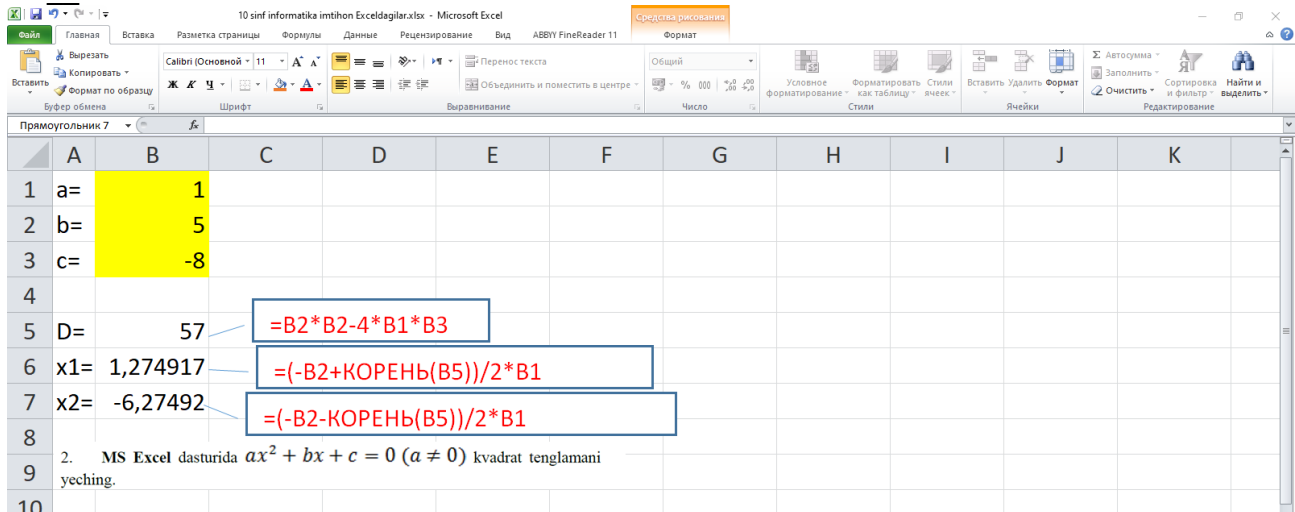 10 sinf informatika imtihon Exceldagilar.xlsx - Microsoft Excel
Средства рисования
Файл Главная Вставка Разметка страницы Формулы Данные Рецензирование Вид ABBYY FineReader 11 Формат
Вставить Вырезать Копировать Формат по образцу
Calibri (Основной 11 А А
Ж К Ч А
Перенос текста
Объединить и поместить в центре
Общий
% 000
Условное форматирование Форматировать как таблицу Стили ячеек
Вставить Удалить Формат
Σ Автосумма Заполнить Очистить
Сортировка и фильтр Найти и выделить
Буфер обмена Шрифт Выравнивание Число Стили Ячейки Редактирование
Прямоугольник 7 fx
A B C D E F G H I J K
1 a= 1
2 b= 5
3 c= -8
4
5 D= 57 =B2*B2-4*B1*B3
6 x1= 1,274917 =(-B2+КОРЕНЬ(B5))/2*B1
7 x2= -6,27492 =(-B2-КОРЕНЬ(B5))/2*B1
8
2. MS Excel dasturida ax² + bx + c = 0 (a ≠ 0) kvadrat tenglamani
9 yeching.
10